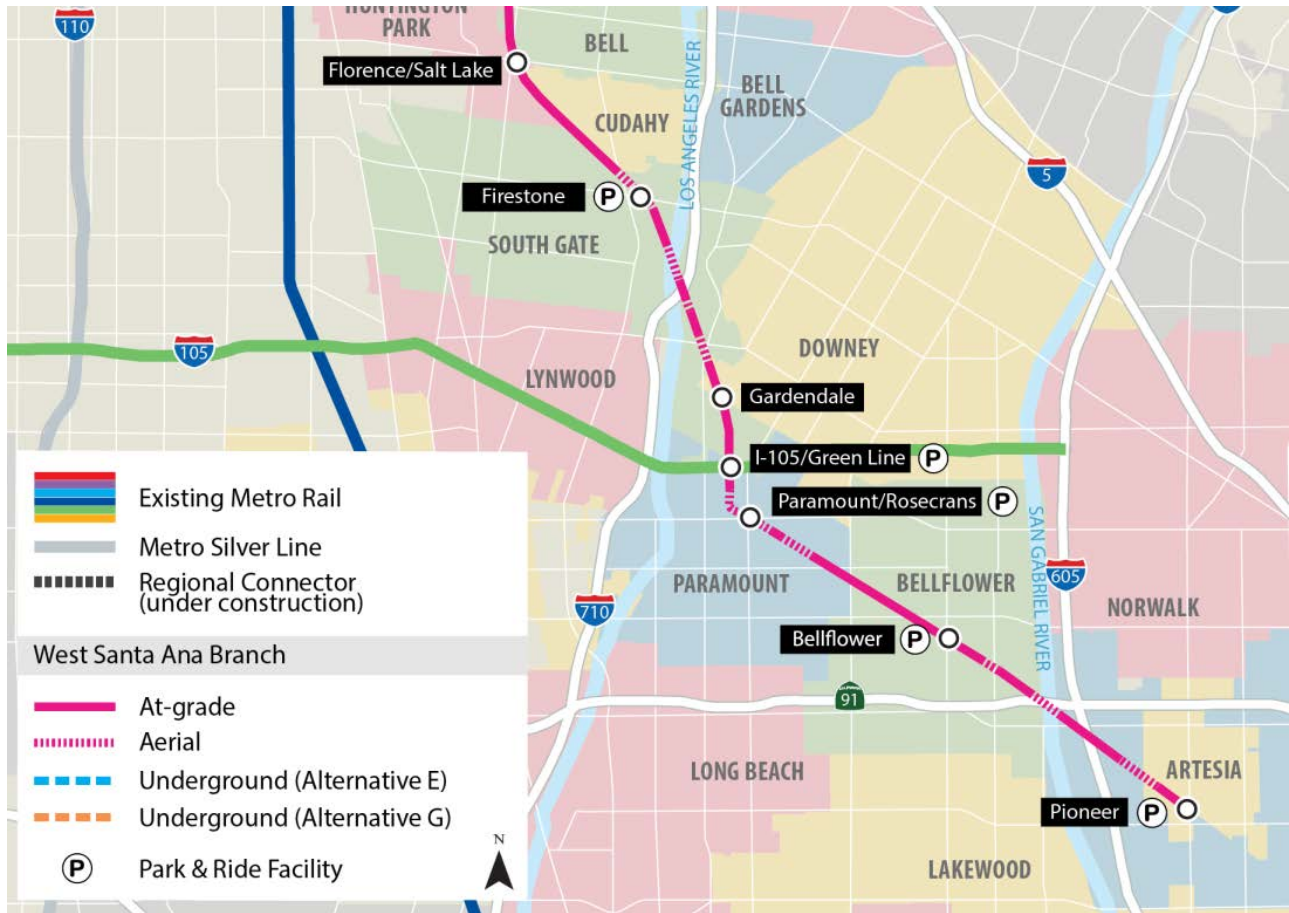 110
HUNTINGTON
PARK
BELL
Florence/Salt Lake
LOS ANGELES RIVER
BELL
GARDENS
CUDAHY
5
Firestone P
SOUTH GATE
105
DOWNEY
LYNWOOD
Gardendale
I-105/Green Line P
Paramount/Rosecrans P
SAN GABRIEL RIVER
PARAMOUNT
BELLFLOWER
605
NORWALK
710
Bellflower P
91
LONG BEACH
ARTESIA
Pioneer P
LAKEWOOD
Existing Metro Rail
Metro Silver Line
Regional Connector
(under construction)
West Santa Ana Branch
At-grade
Aerial
Underground (Alternative E)
Underground (Alternative G)
N
P Park & Ride Facility